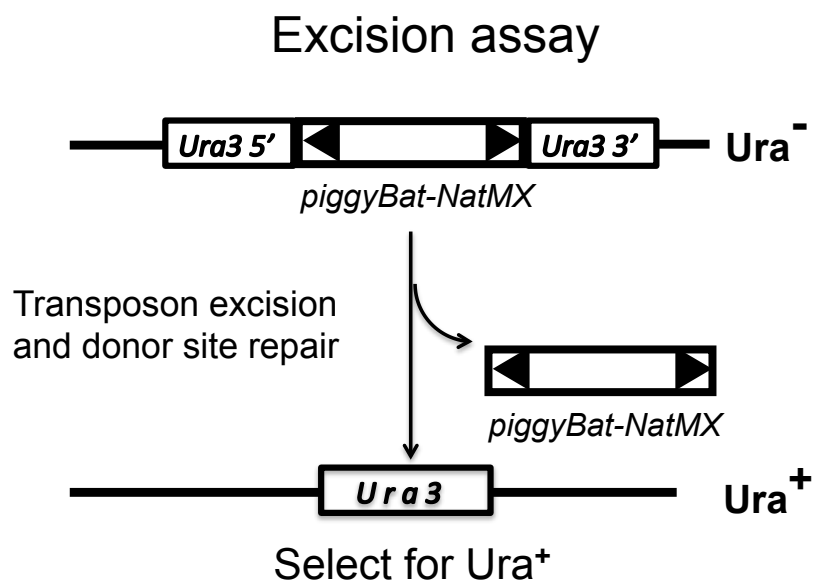 Excision assay
Ura3 5’ Ura3 3’ Ura⁻
piggyBat-NatMX
Transposon excision
and donor site repair
piggyBat-NatMX
Ura3 Ura⁺
Select for Ura⁺